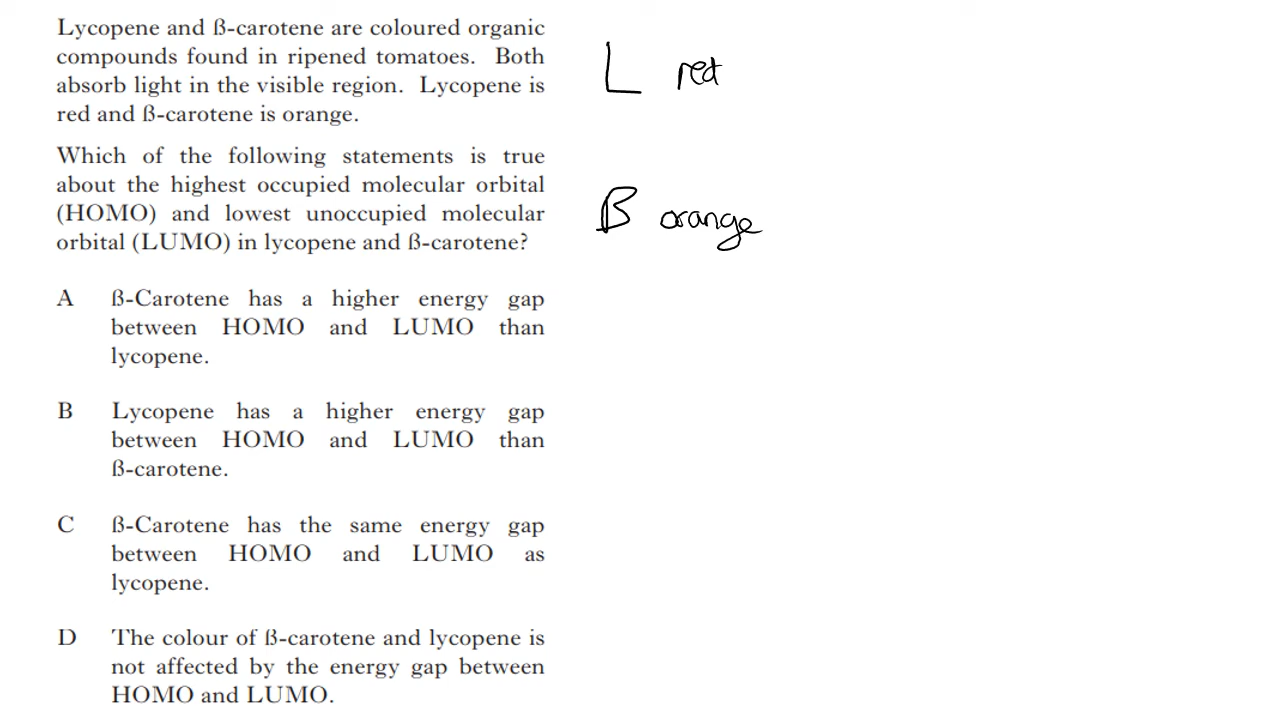 Lycopene and ß-carotene are coloured organic
compounds found in ripened tomatoes. Both
absorb light in the visible region. Lycopene is
red and ß-carotene is orange.
Which of the following statements is true
about the highest occupied molecular orbital
(HOMO) and lowest unoccupied molecular
orbital (LUMO) in lycopene and ß-carotene?
A ß-Carotene has a higher energy gap
between HOMO and LUMO than
lycopene.
B Lycopene has a higher energy gap
between HOMO and LUMO than
ß-carotene.
C ß-Carotene has the same energy gap
between HOMO and LUMO as
lycopene.
D The colour of ß-carotene and lycopene is
not affected by the energy gap between
HOMO and LUMO.
L red
B orange